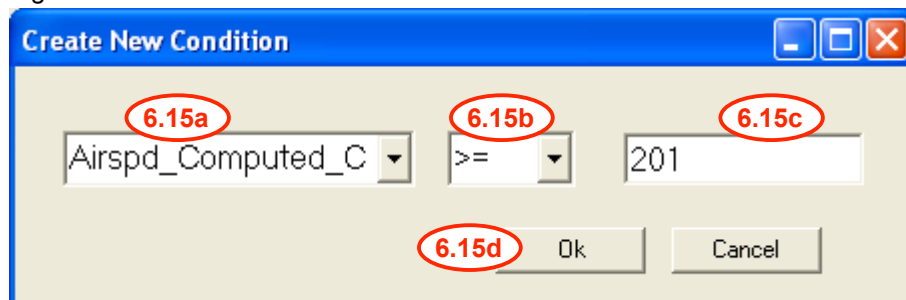 Create New Condition
6.15a 6.15b 6.15c
Airspd_Computed_C >= 201
6.15d Ok Cancel